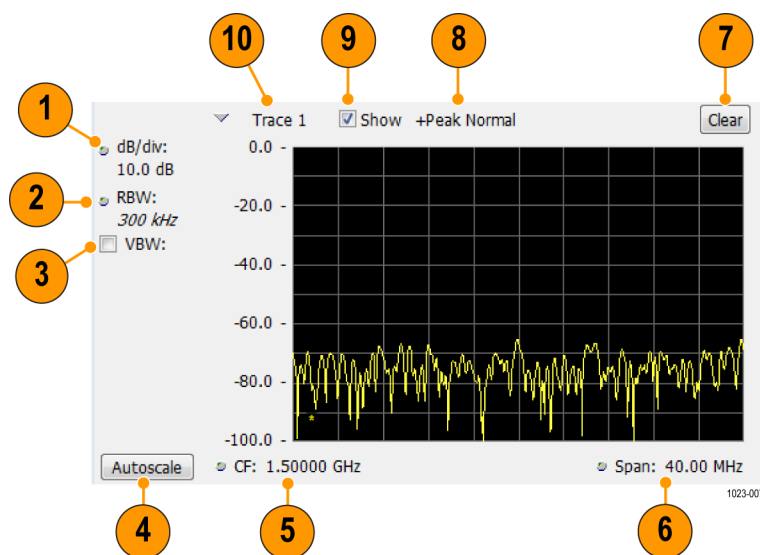 10
9
8
7
1
Trace 1
Show
+Peak Normal
Clear
dB/div:
10.0 dB
0.0 -
2
RBW:
300 kHz
-20.0 -
3
VBW:
-40.0 -
-60.0 -
-80.0 -
*
-100.0 -
Autoscale
CF: 1.50000 GHz
Span: 40.00 MHz
4
5
6